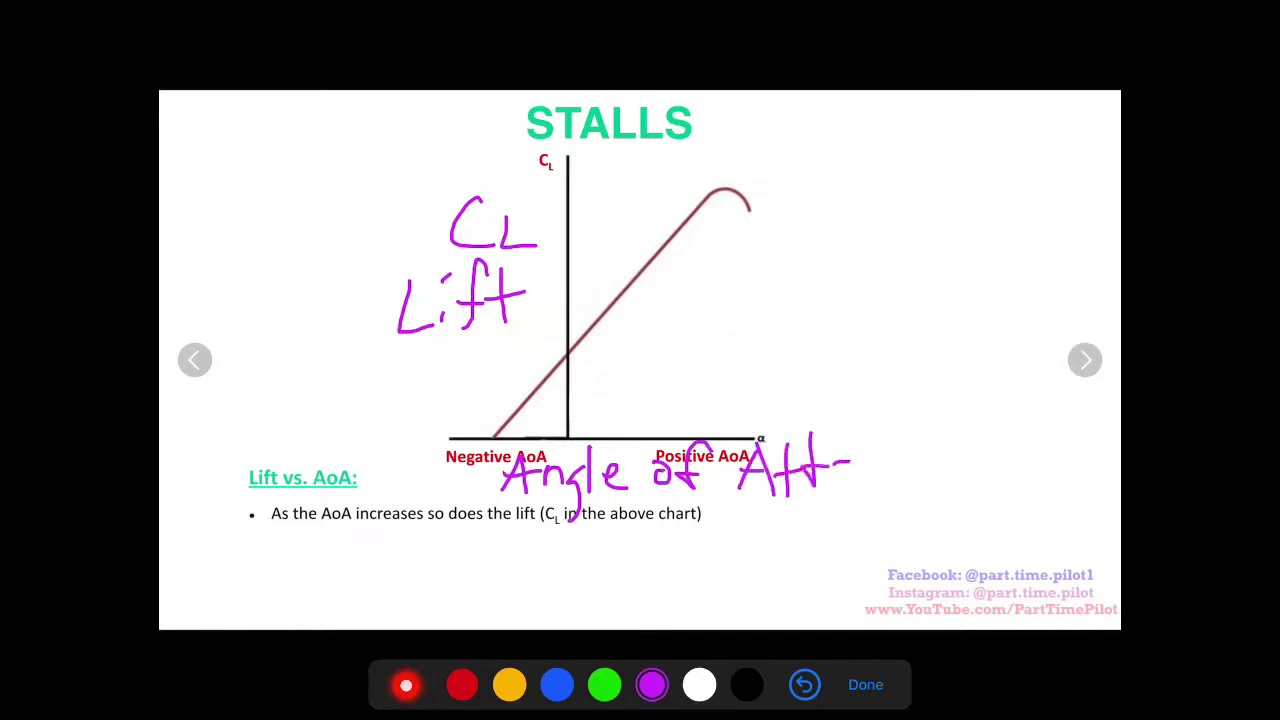 STALLS
CL
CL
Lift
α
Negative AoA
Positive AoA
Angle of Att
Lift vs. AoA:
• As the AoA increases so does the lift (CL in the above chart)
Facebook: @part.time.pilot1
Instagram: @part.time.pilot
www.YouTube.com/PartTimePilot
Done